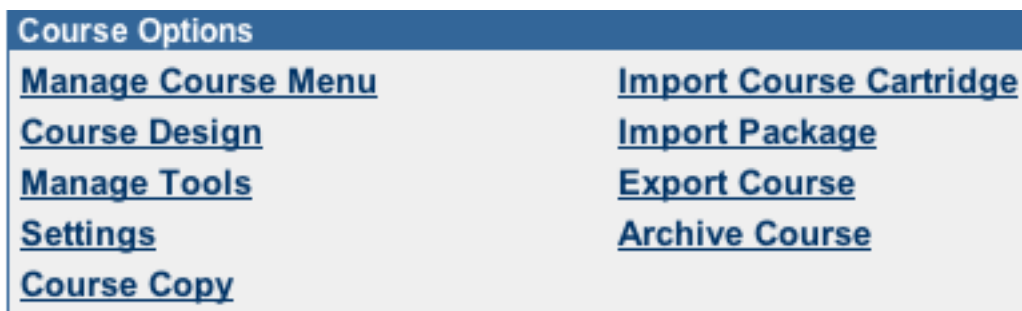 Course Options
Manage Course Menu
Course Design
Manage Tools
Settings
Course Copy
Import Course Cartridge
Import Package
Export Course
Archive Course